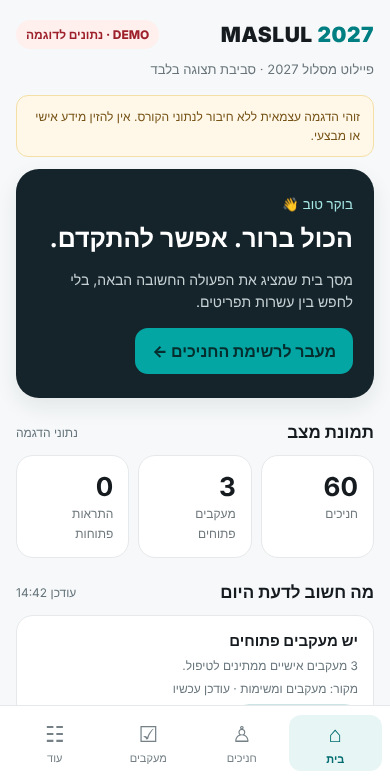 MASLUL 2027
DEMO · נתונים לדוגמה
פיילוט מסלול 2027 · סביבת תצוגה בלבד
זוהי הדגמה עצמאית ללא חיבור לנתוני הקורס. אין להזין מידע אישי
או מבצעי.
בוקר טוב 👋
הכול ברור. אפשר להתקדם.
מסך בית שמציג את הפעולה החשובה הבאה, בלי
לחפש בין עשרות תפריטים.
מעבר לרשימת החניכים ←
תמונת מצב
נתוני הדגמה
60
חניכים
3
מעקבים
פתוחים
0
התראות
פתוחות
מה חשוב לדעת היום
עודכן 14:42
יש מעקבים פתוחים
3 מעקבים אישיים ממתינים לטיפול.
מקור: מעקבים ומשימות · עודכן עכשיו
בית
חניכים
מעקבים
עוד